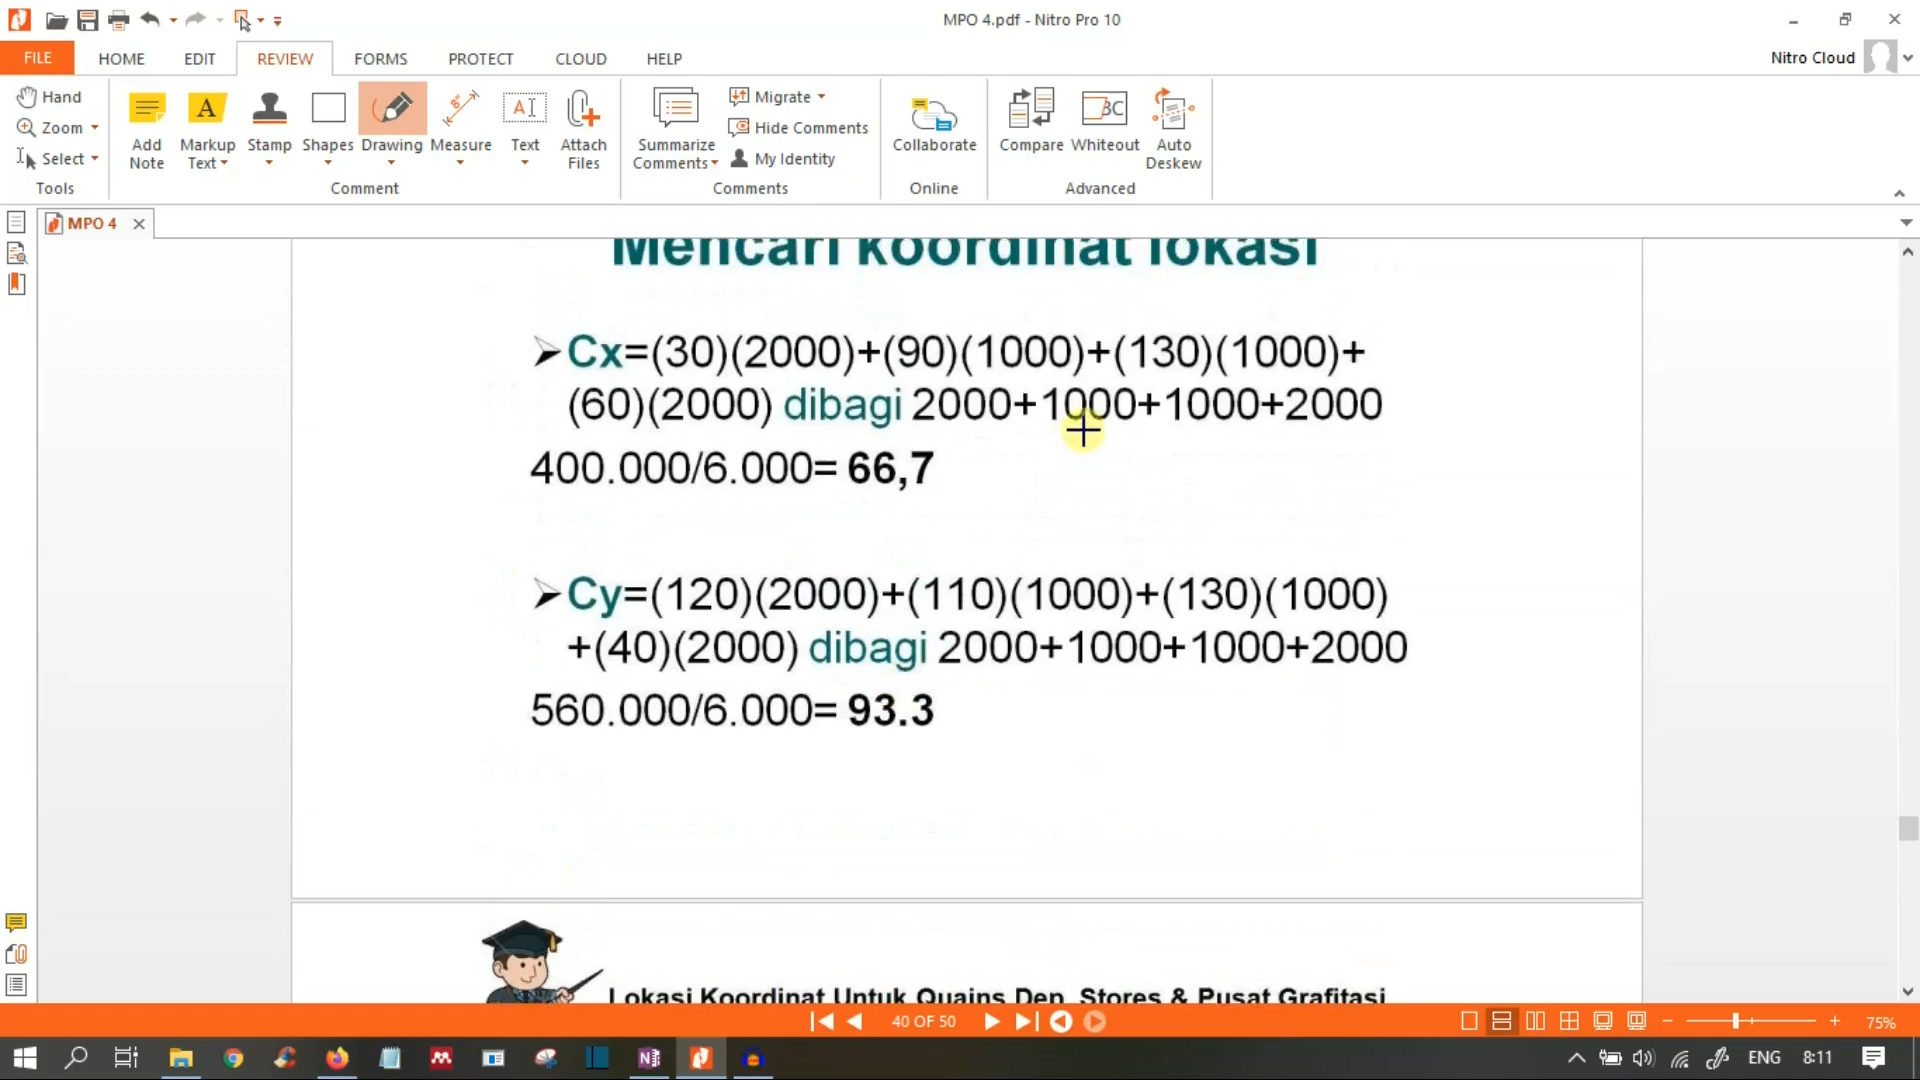 MPO 4.pdf - Nitro Pro 10
FILE
HOME
EDIT
REVIEW
FORMS
PROTECT
CLOUD
HELP
Nitro Cloud
Hand
Zoom
Select
Tools
Add Note
Markup Text
Stamp
Shapes
Drawing
Measure
Text
Attach Files
Comment
Summarize Comments
Migrate
Hide Comments
My Identity
Comments
Collaborate
Online
Compare
Whiteout
Auto Deskew
Advanced
MPO 4
Mencari koordinat lokasi
➢Cx=(30)(2000)+(90)(1000)+(130)(1000)+
(60)(2000) dibagi 2000+1000+1000+2000
400.000/6.000= 66,7
➢Cy=(120)(2000)+(110)(1000)+(130)(1000)
+(40)(2000) dibagi 2000+1000+1000+2000
560.000/6.000= 93.3
Lokasi Koordinat Untuk Quains Dep. Stores & Pusat Grafitasi
40 OF 50
75%
ENG
8:11